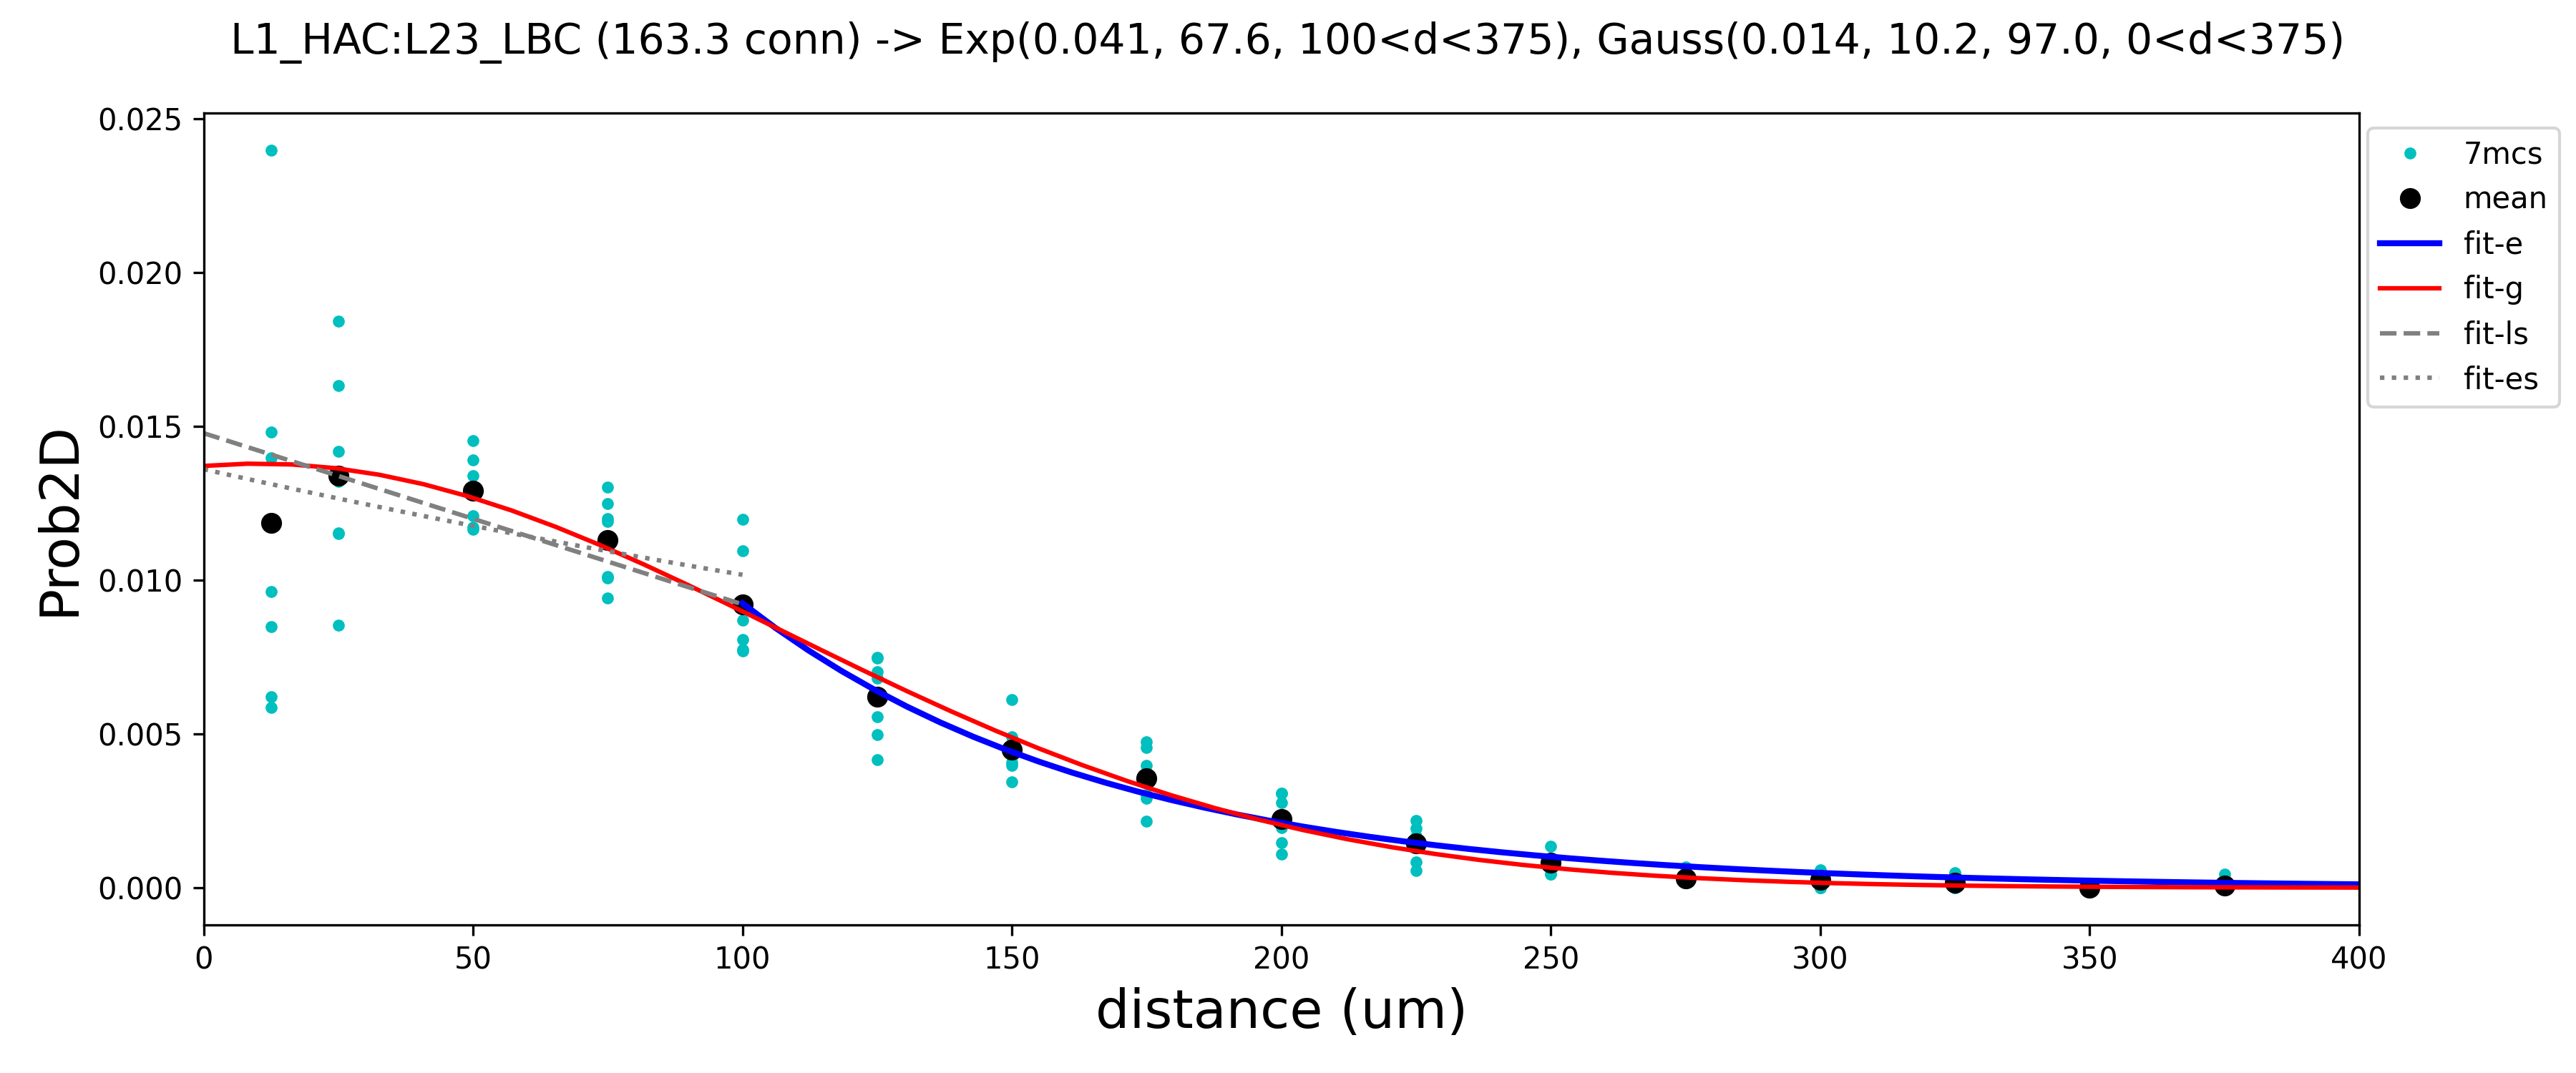 L1_HAC:L23_LBC (163.3 conn) -> Exp(0.041, 67.6, 100<d<375), Gauss(0.014, 10.2, 97.0, 0<d<375)
0.025
0.020
0.015
0.010
0.005
0.000
Prob2D
0 50 100 150 200 250 300 350 400
distance (um)
7mcs
mean
fit-e
fit-g
fit-ls
fit-es